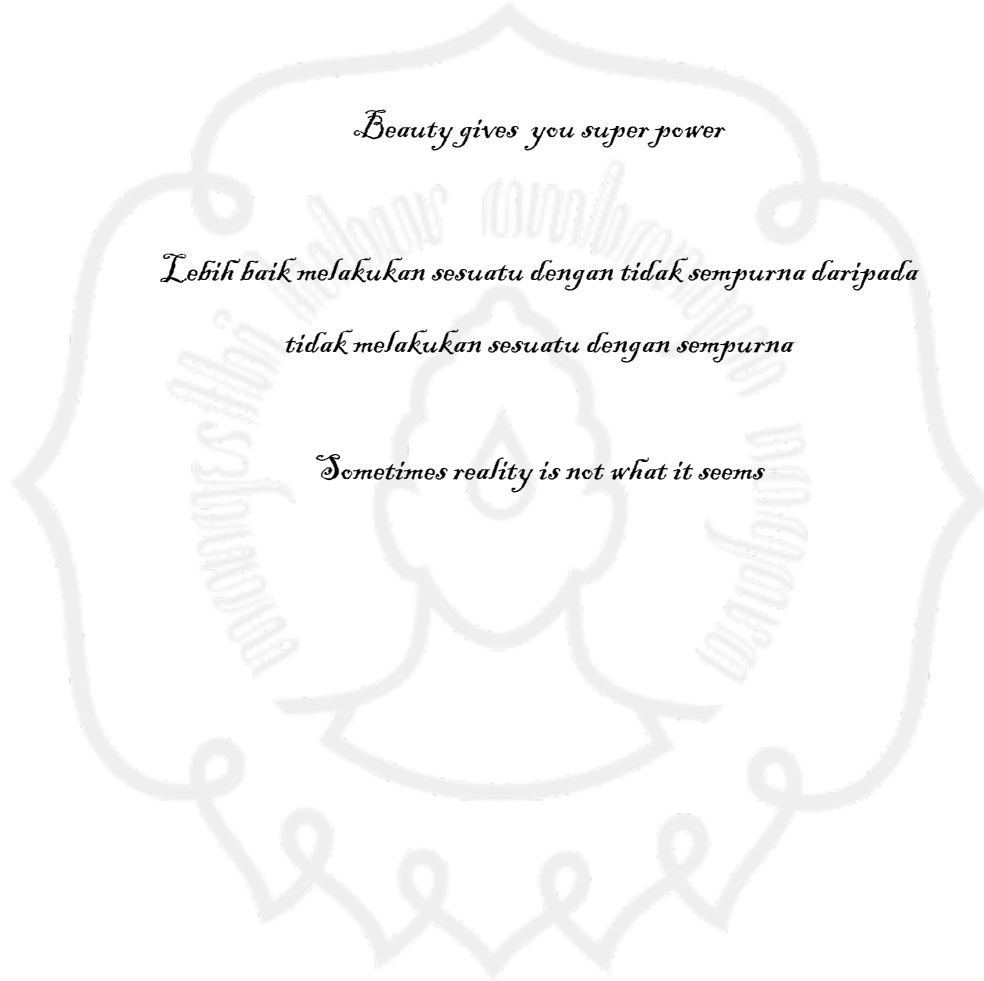 Beauty gives you super power
Lebih baik melakukan sesuatu dengan tidak sempurna daripada
tidak melakukan sesuatu dengan sempurna
Sometimes reality is not what it seems